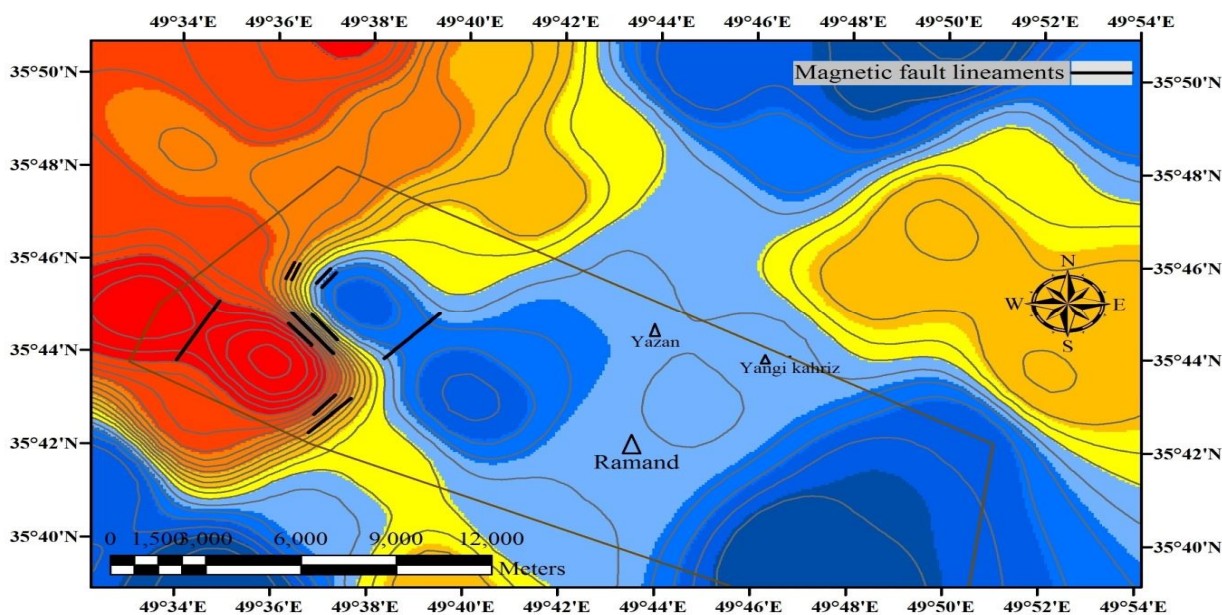 49°34'E 49°36'E 49°38'E 49°40'E 49°42'E 49°44'E 49°46'E 49°48'E 49°50'E 49°52'E 49°54'E
35°50'N 35°50'N
Magnetic fault lineaments
35°48'N 35°48'N
35°46'N 35°46'N
N
W E
S
35°44'N 35°44'N
Yazan
Yangi kahriz
35°42'N 35°42'N
Ramand
35°40'N 35°40'N
0 1,500 3,000 6,000 9,000 12,000
Meters
49°34'E 49°36'E 49°38'E 49°40'E 49°42'E 49°44'E 49°46'E 49°48'E 49°50'E 49°52'E 49°54'E